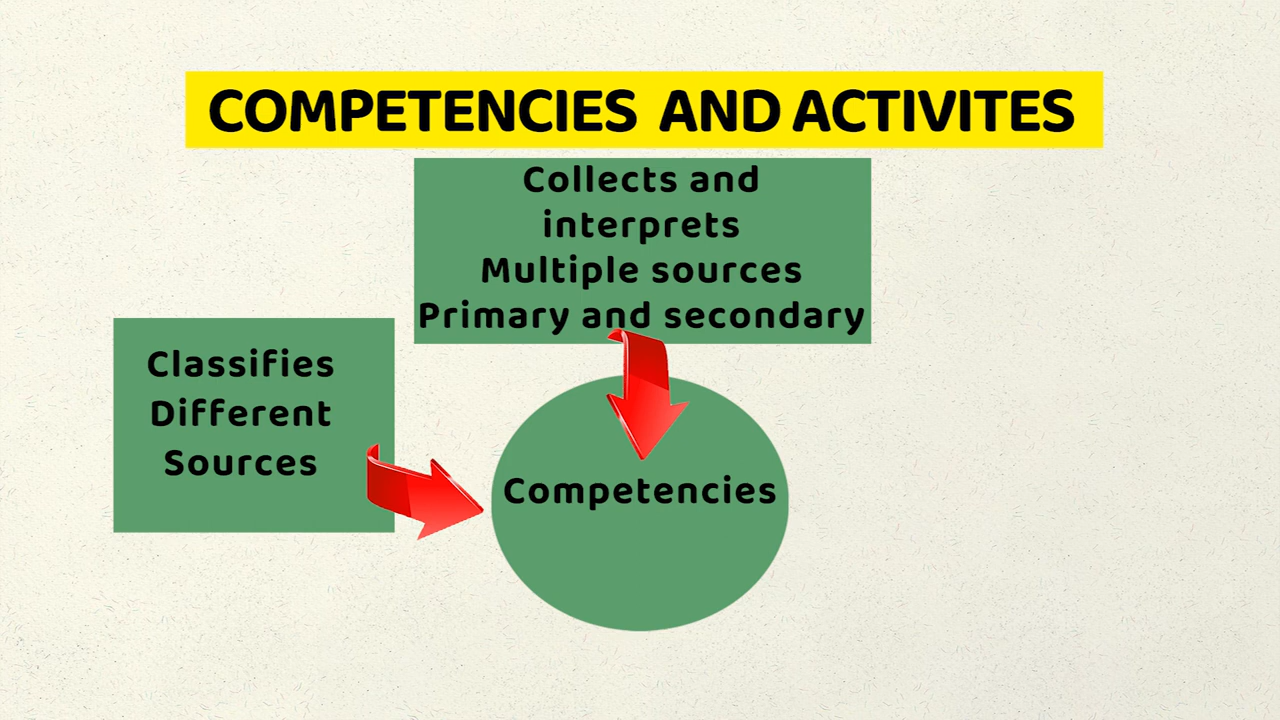 COMPETENCIES AND ACTIVITES
Collects and
interprets
Multiple sources
Primary and secondary
Classifies
Different
Sources
Competencies